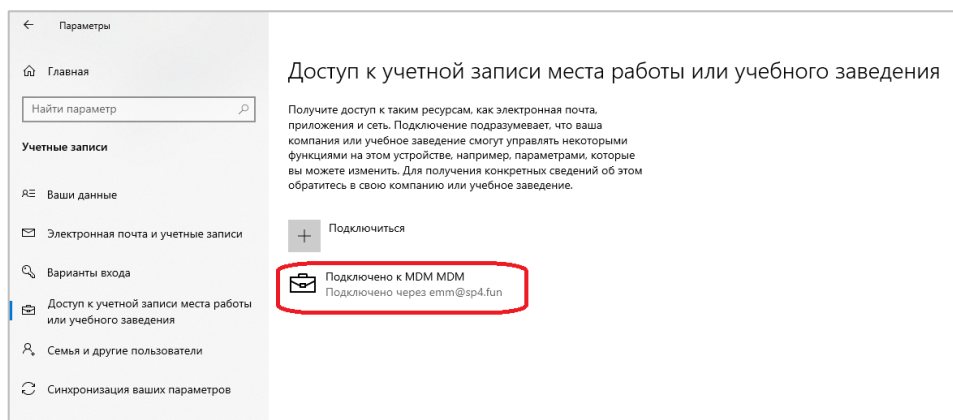 Параметры
Главная
Найти параметр
Учетные записи
Ваши данные
Электронная почта и учетные записи
Варианты входа
Доступ к учетной записи места работы
или учебного заведения
Семья и другие пользователи
Синхронизация ваших параметров
Доступ к учетной записи места работы или учебного заведения
Получите доступ к таким ресурсам, как электронная почта,
приложения и сеть. Подключение подразумевает, что ваша
компания или учебное заведение смогут управлять некоторыми
функциями на этом устройстве, например, параметрами, которые
вы можете изменить. Для получения конкретных сведений об этом
обратитесь в свою компанию или учебное заведение.
Подключиться
Подключено к MDM MDM
Подключено через emm@sp4.fun